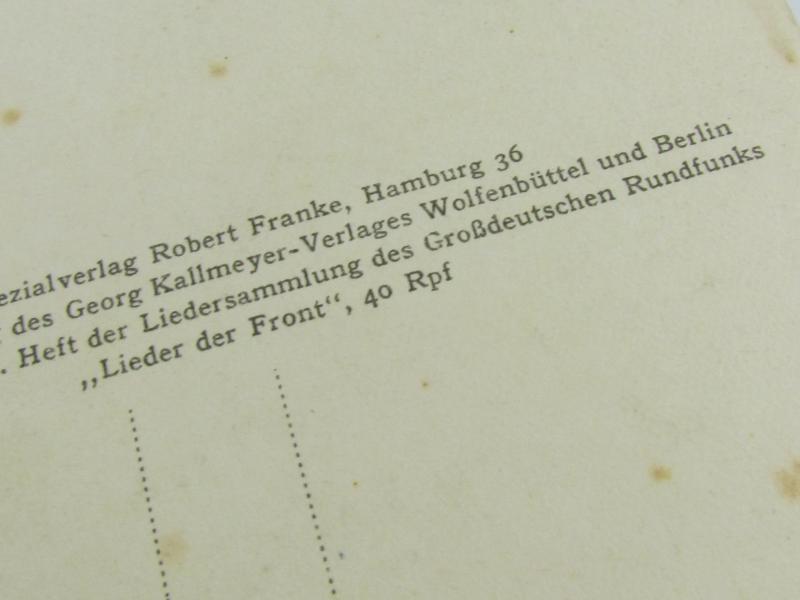 ezialverlag Robert Franke, Hamburg 36
des Georg Kallmeyer-Verlages Wolfenbüttel und Berlin
. Heft der Liedersammlung des Großdeutschen Rundfunks
„Lieder der Front“, 40 Rpf